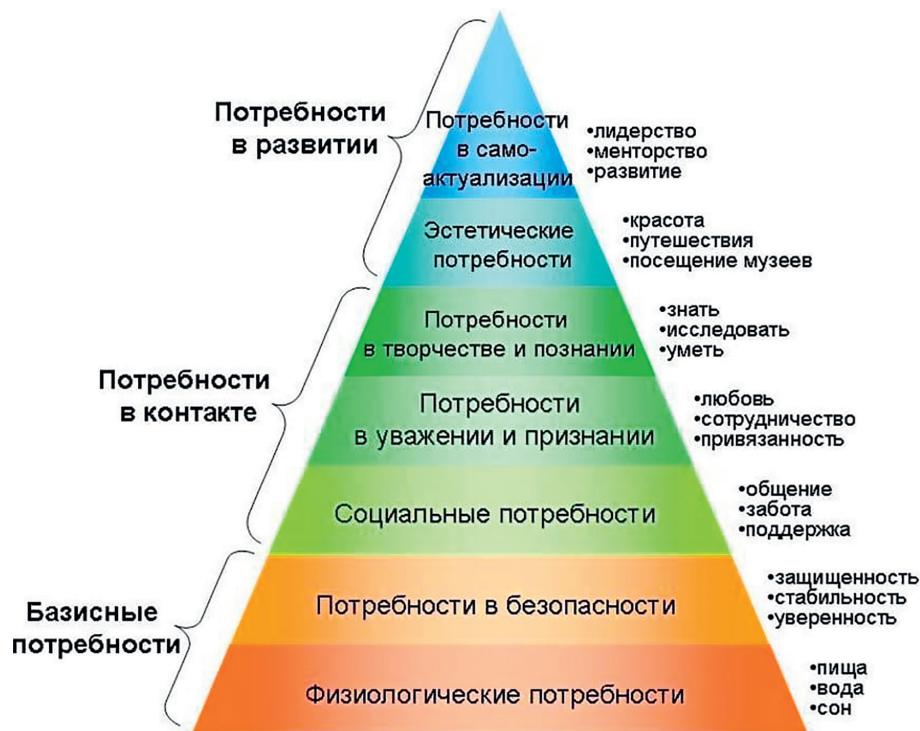 Потребности
в развитии
Потребности
в само-
актуализации
•лидерство
•менторство
•развитие
Эстетические
потребности
•красота
•путешествия
•посещение музеев
Потребности
в контакте
Потребности
в творчестве и познании
•знать
•исследовать
•уметь
Потребности
в уважении и признании
•любовь
•сотрудничество
•привязанность
Социальные потребности
•общение
•забота
•поддержка
Базисные
потребности
Потребности в безопасности
•защищенность
•стабильность
•уверенность
Физиологические потребности
•пища
•вода
•сон